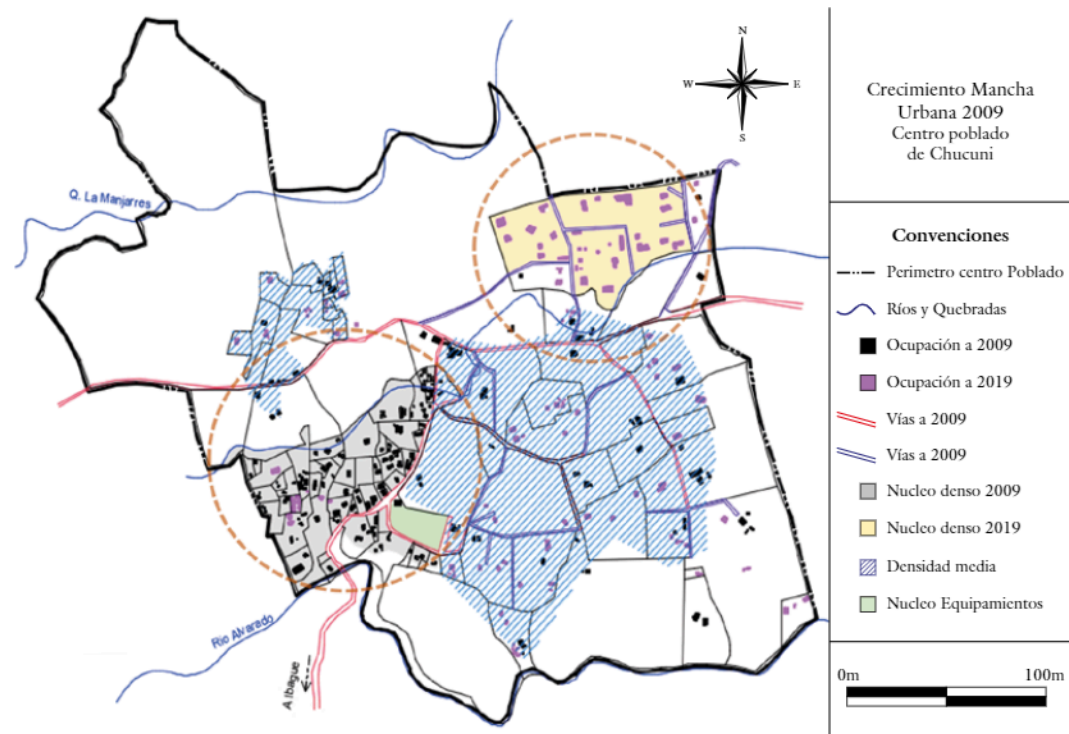 N
W
E
S
Q. La Manjarres
Rio Alvarado
A Ibague
Crecimiento Mancha
Urbana 2009
Centro poblado
de Chucuni
Convenciones
Perimetro centro Poblado
Ríos y Quebradas
Ocupación a 2009
Ocupación a 2019
Vías a 2009
Vías a 2009
Nucleo denso 2009
Nucleo denso 2019
Densidad media
Nucleo Equipamientos
0m
100m